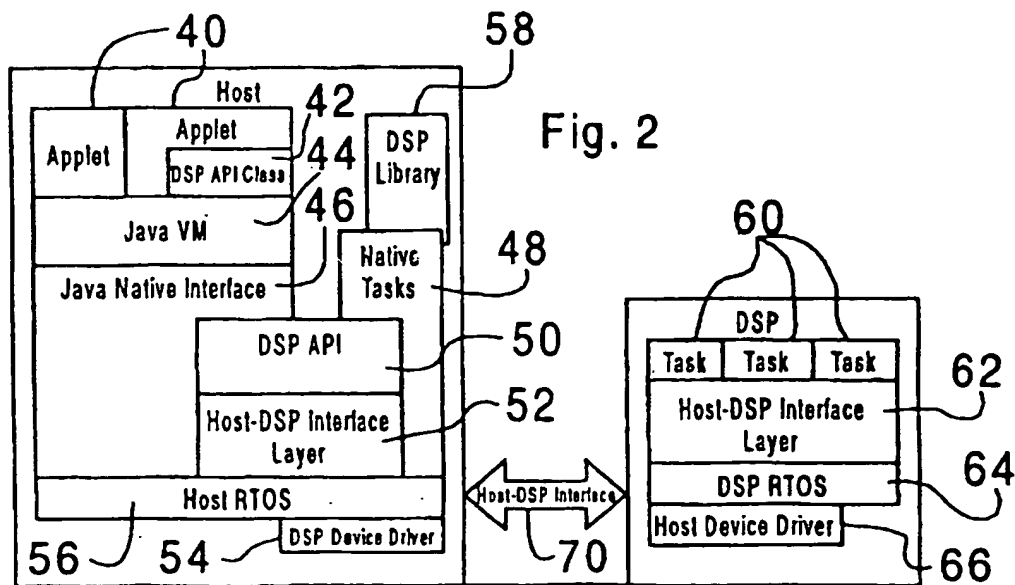 40
58
Host
42
Fig. 2
Applet
Applet
DSP API Class
44
DSP
Library
Java VM
46
60
Native
Tasks
48
Java Native Interface
DSP
DSP API
50
Task
Task
Task
62
Host-DSP Interface
Layer
52
Host-DSP Interface
Layer
Host RTOS
Host-DSP Interface
DSP RTOS
64
56
54
DSP Device Driver
70
Host Device Driver
66